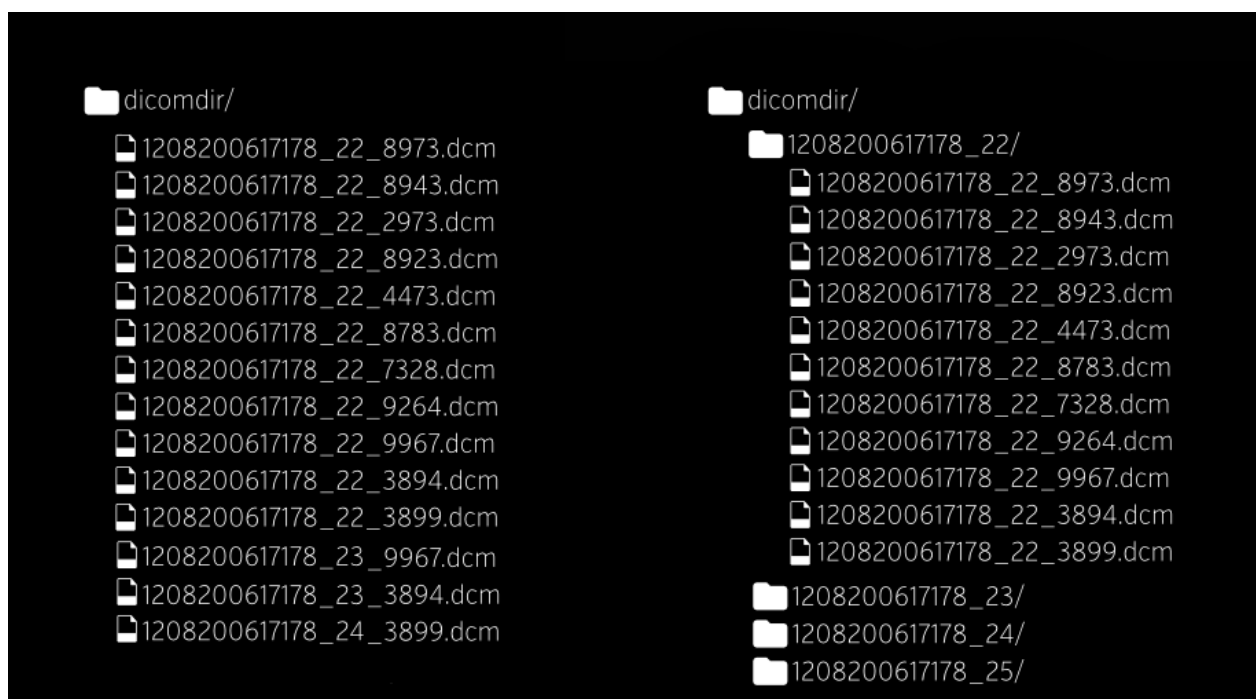 dicomdir/
1208200617178_22_8973.dcm
1208200617178_22_8943.dcm
1208200617178_22_2973.dcm
1208200617178_22_8923.dcm
1208200617178_22_4473.dcm
1208200617178_22_8783.dcm
1208200617178_22_7328.dcm
1208200617178_22_9264.dcm
1208200617178_22_9967.dcm
1208200617178_22_3894.dcm
1208200617178_22_3899.dcm
1208200617178_23_9967.dcm
1208200617178_23_3894.dcm
1208200617178_24_3899.dcm
dicomdir/
1208200617178_22/
1208200617178_22_8973.dcm
1208200617178_22_8943.dcm
1208200617178_22_2973.dcm
1208200617178_22_8923.dcm
1208200617178_22_4473.dcm
1208200617178_22_8783.dcm
1208200617178_22_7328.dcm
1208200617178_22_9264.dcm
1208200617178_22_9967.dcm
1208200617178_22_3894.dcm
1208200617178_22_3899.dcm
1208200617178_23/
1208200617178_24/
1208200617178_25/